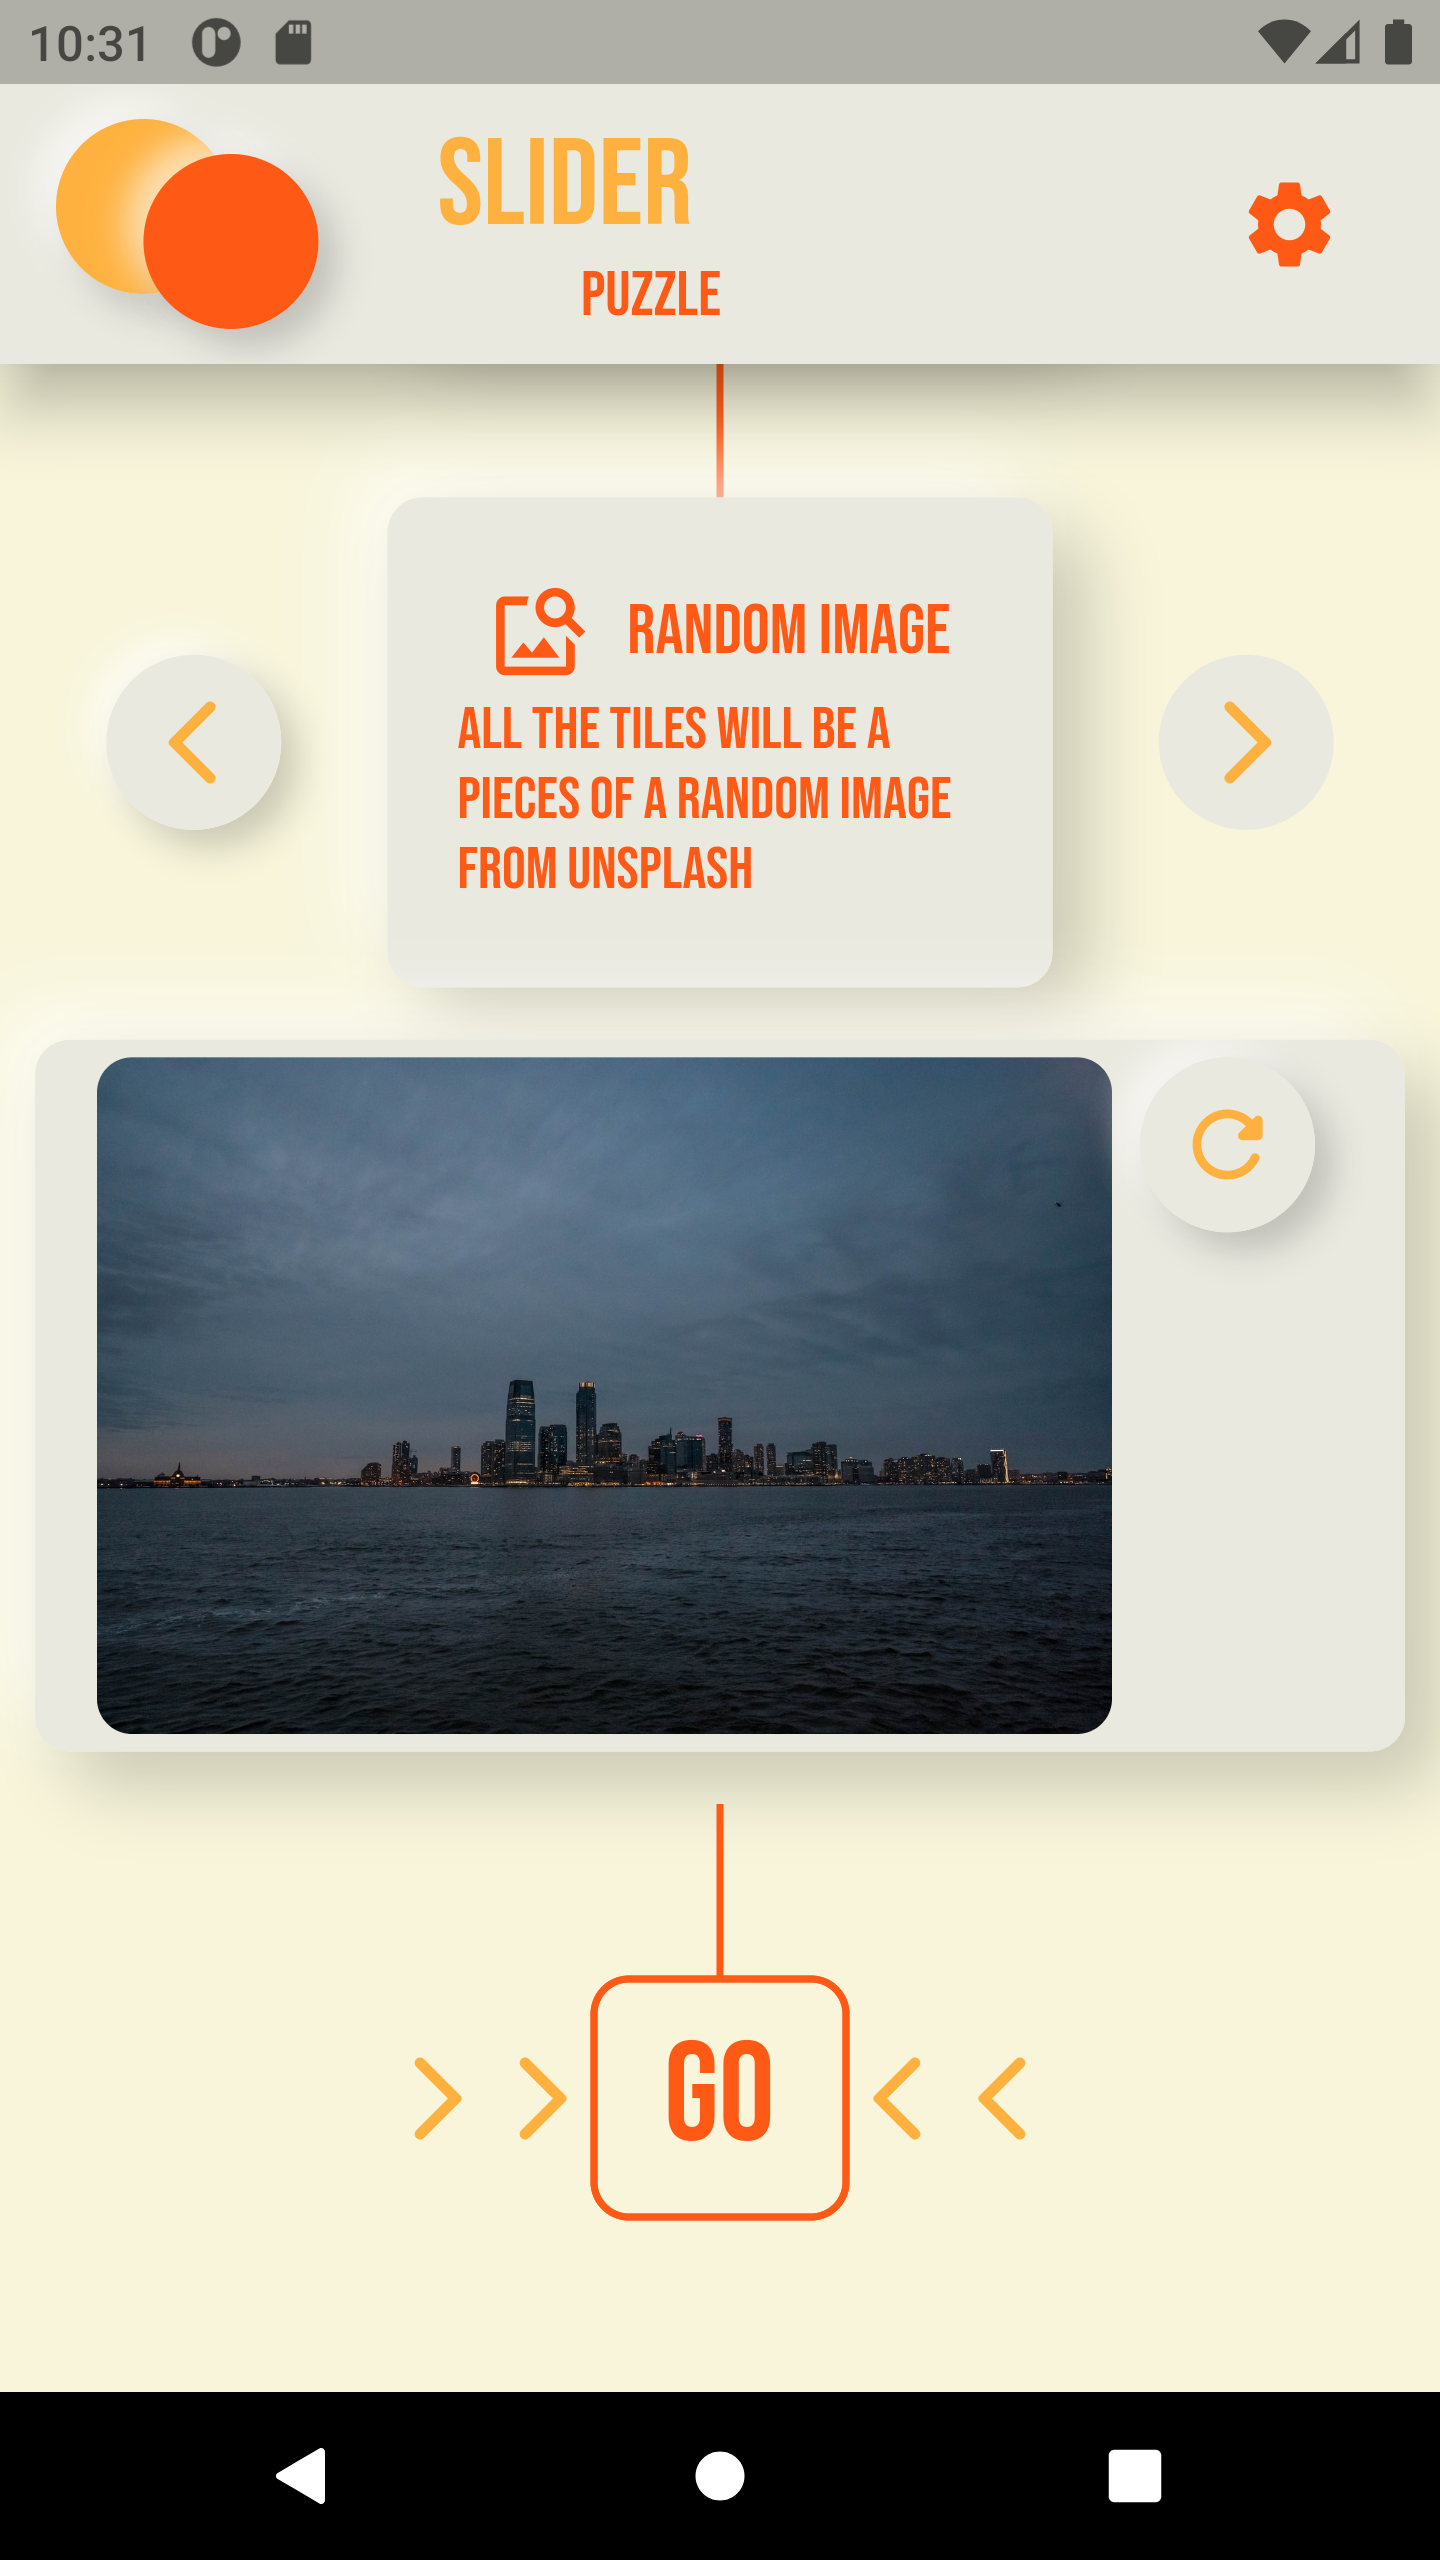 10:31
SLIDER
PUZZLE
RANDOM IMAGE
ALL THE TILES WILL BE A
PIECES OF A RANDOM IMAGE
FROM UNSPLASH
GO